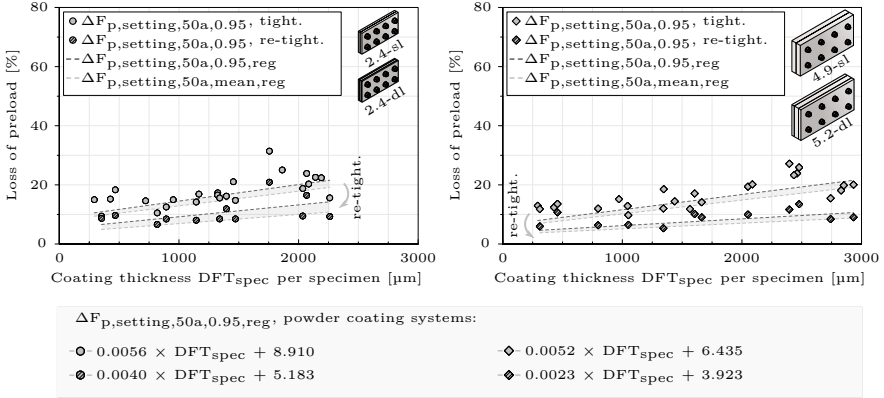 80
60
40
20
0
Loss of preload [%]
ΔFp,setting,50a,0.95, tight.
ΔFp,setting,50a,0.95, re-tight.
ΔFp,setting,50a,0.95,reg
ΔFp,setting,50a,mean,reg
2.4-sl
2.4-dl
re-tight.
0 1000 2000 3000
Coating thickness DFTspec per specimen [µm]
80
60
40
20
0
Loss of preload [%]
ΔFp,setting,50a,0.95, tight.
ΔFp,setting,50a,0.95, re-tight.
ΔFp,setting,50a,0.95,reg
ΔFp,setting,50a,mean,reg
4.9-sl
5.2-dl
re-tight.
0 1000 2000 3000
Coating thickness DFTspec per specimen [µm]
ΔFp,setting,50a,0.95,reg, powder coating systems:
0.0056 × DFTspec + 8.910
0.0052 × DFTspec + 6.435
0.0040 × DFTspec + 5.183
0.0023 × DFTspec + 3.923